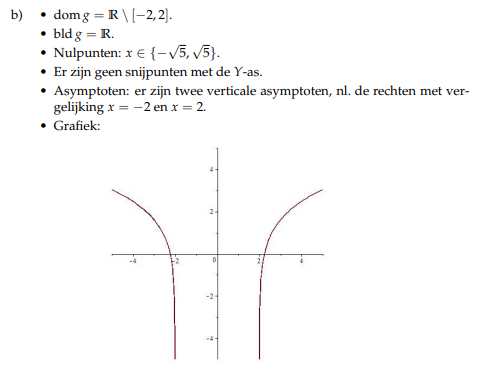 b) • dom g = ℝ \ [−2, 2].
• bld g = ℝ.
• Nulpunten: x ∈ {−√5, √5}.
• Er zijn geen snijpunten met de Y-as.
• Asymptoten: er zijn twee verticale asymptoten, nl. de rechten met ver-
gelijking x = −2 en x = 2.
• Grafiek:
4
2
-4 -2 0 2 4
-2
-4